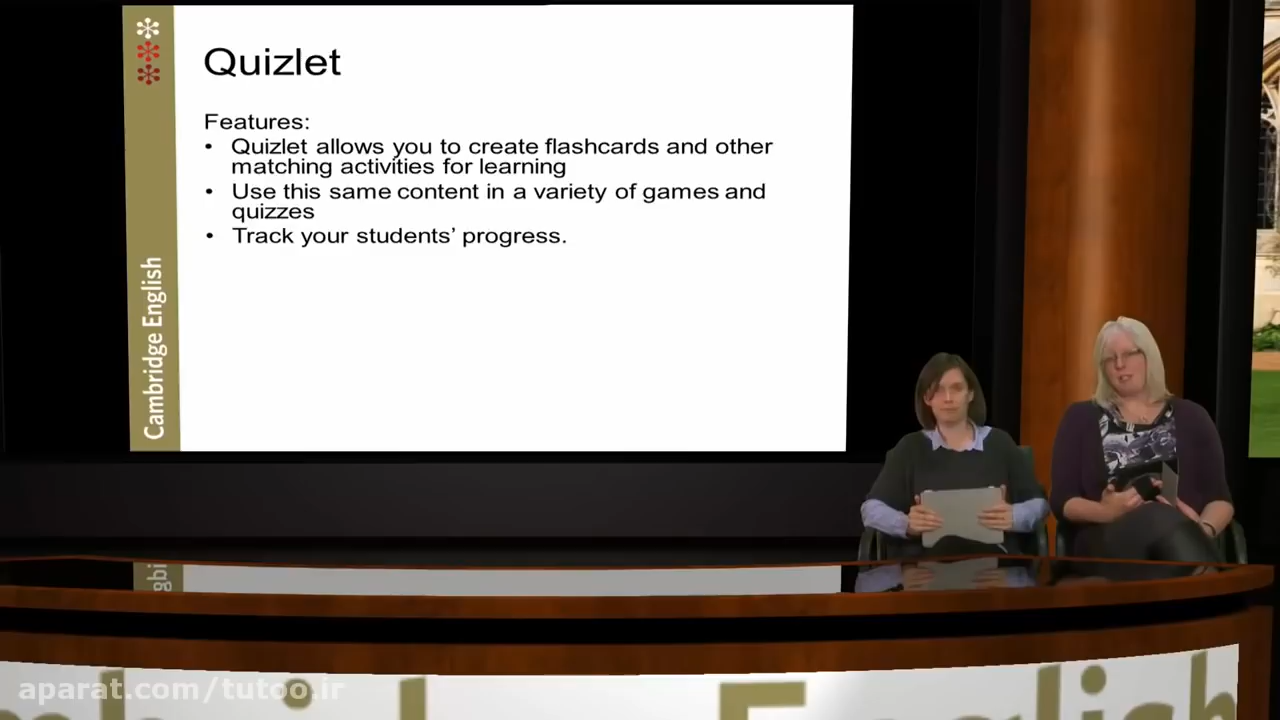 Quizlet
Features:
• Quizlet allows you to create flashcards and other
matching activities for learning
• Use this same content in a variety of games and
quizzes
• Track your students’ progress.
Cambridge English
English
aparat.com/tutoo.ir